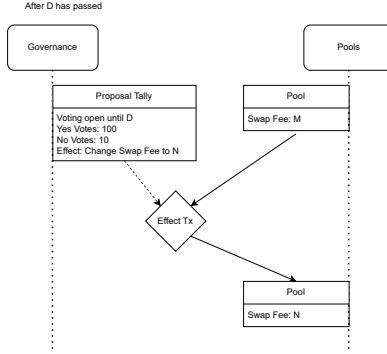 After D has passed
Governance
Pools
Proposal Tally
Voting open until D
Yes Votes: 100
No Votes: 10
Effect: Change Swap Fee to N
Pool
Swap Fee: M
Effect Tx
Pool
Swap Fee: N